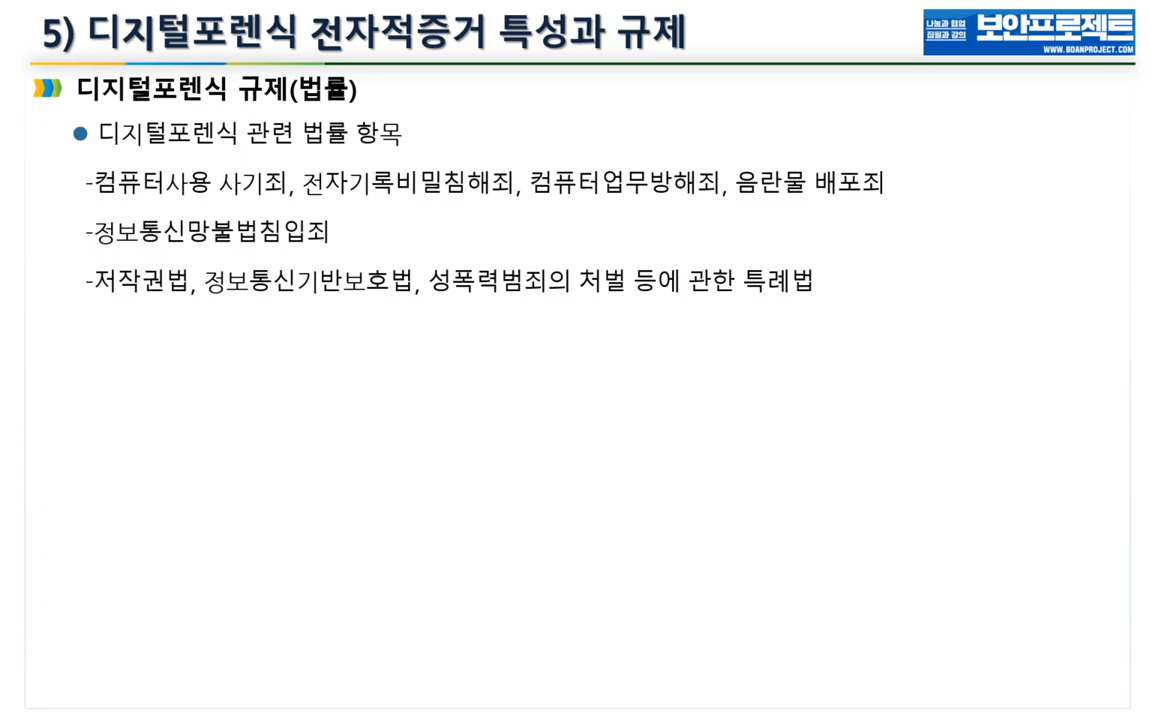 5) 디지털포렌식 전자적증거 특성과 규제
나눔과 협업
집필과 강의
보안프로젝트
WWW.BOANPROJECT.COM
디지털포렌식 규제(법률)
디지털포렌식 관련 법률 항목
-컴퓨터사용 사기죄, 전자기록비밀침해죄, 컴퓨터업무방해죄, 음란물 배포죄
-정보통신망불법침입죄
-저작권법, 정보통신기반보호법, 성폭력범죄의 처벌 등에 관한 특례법